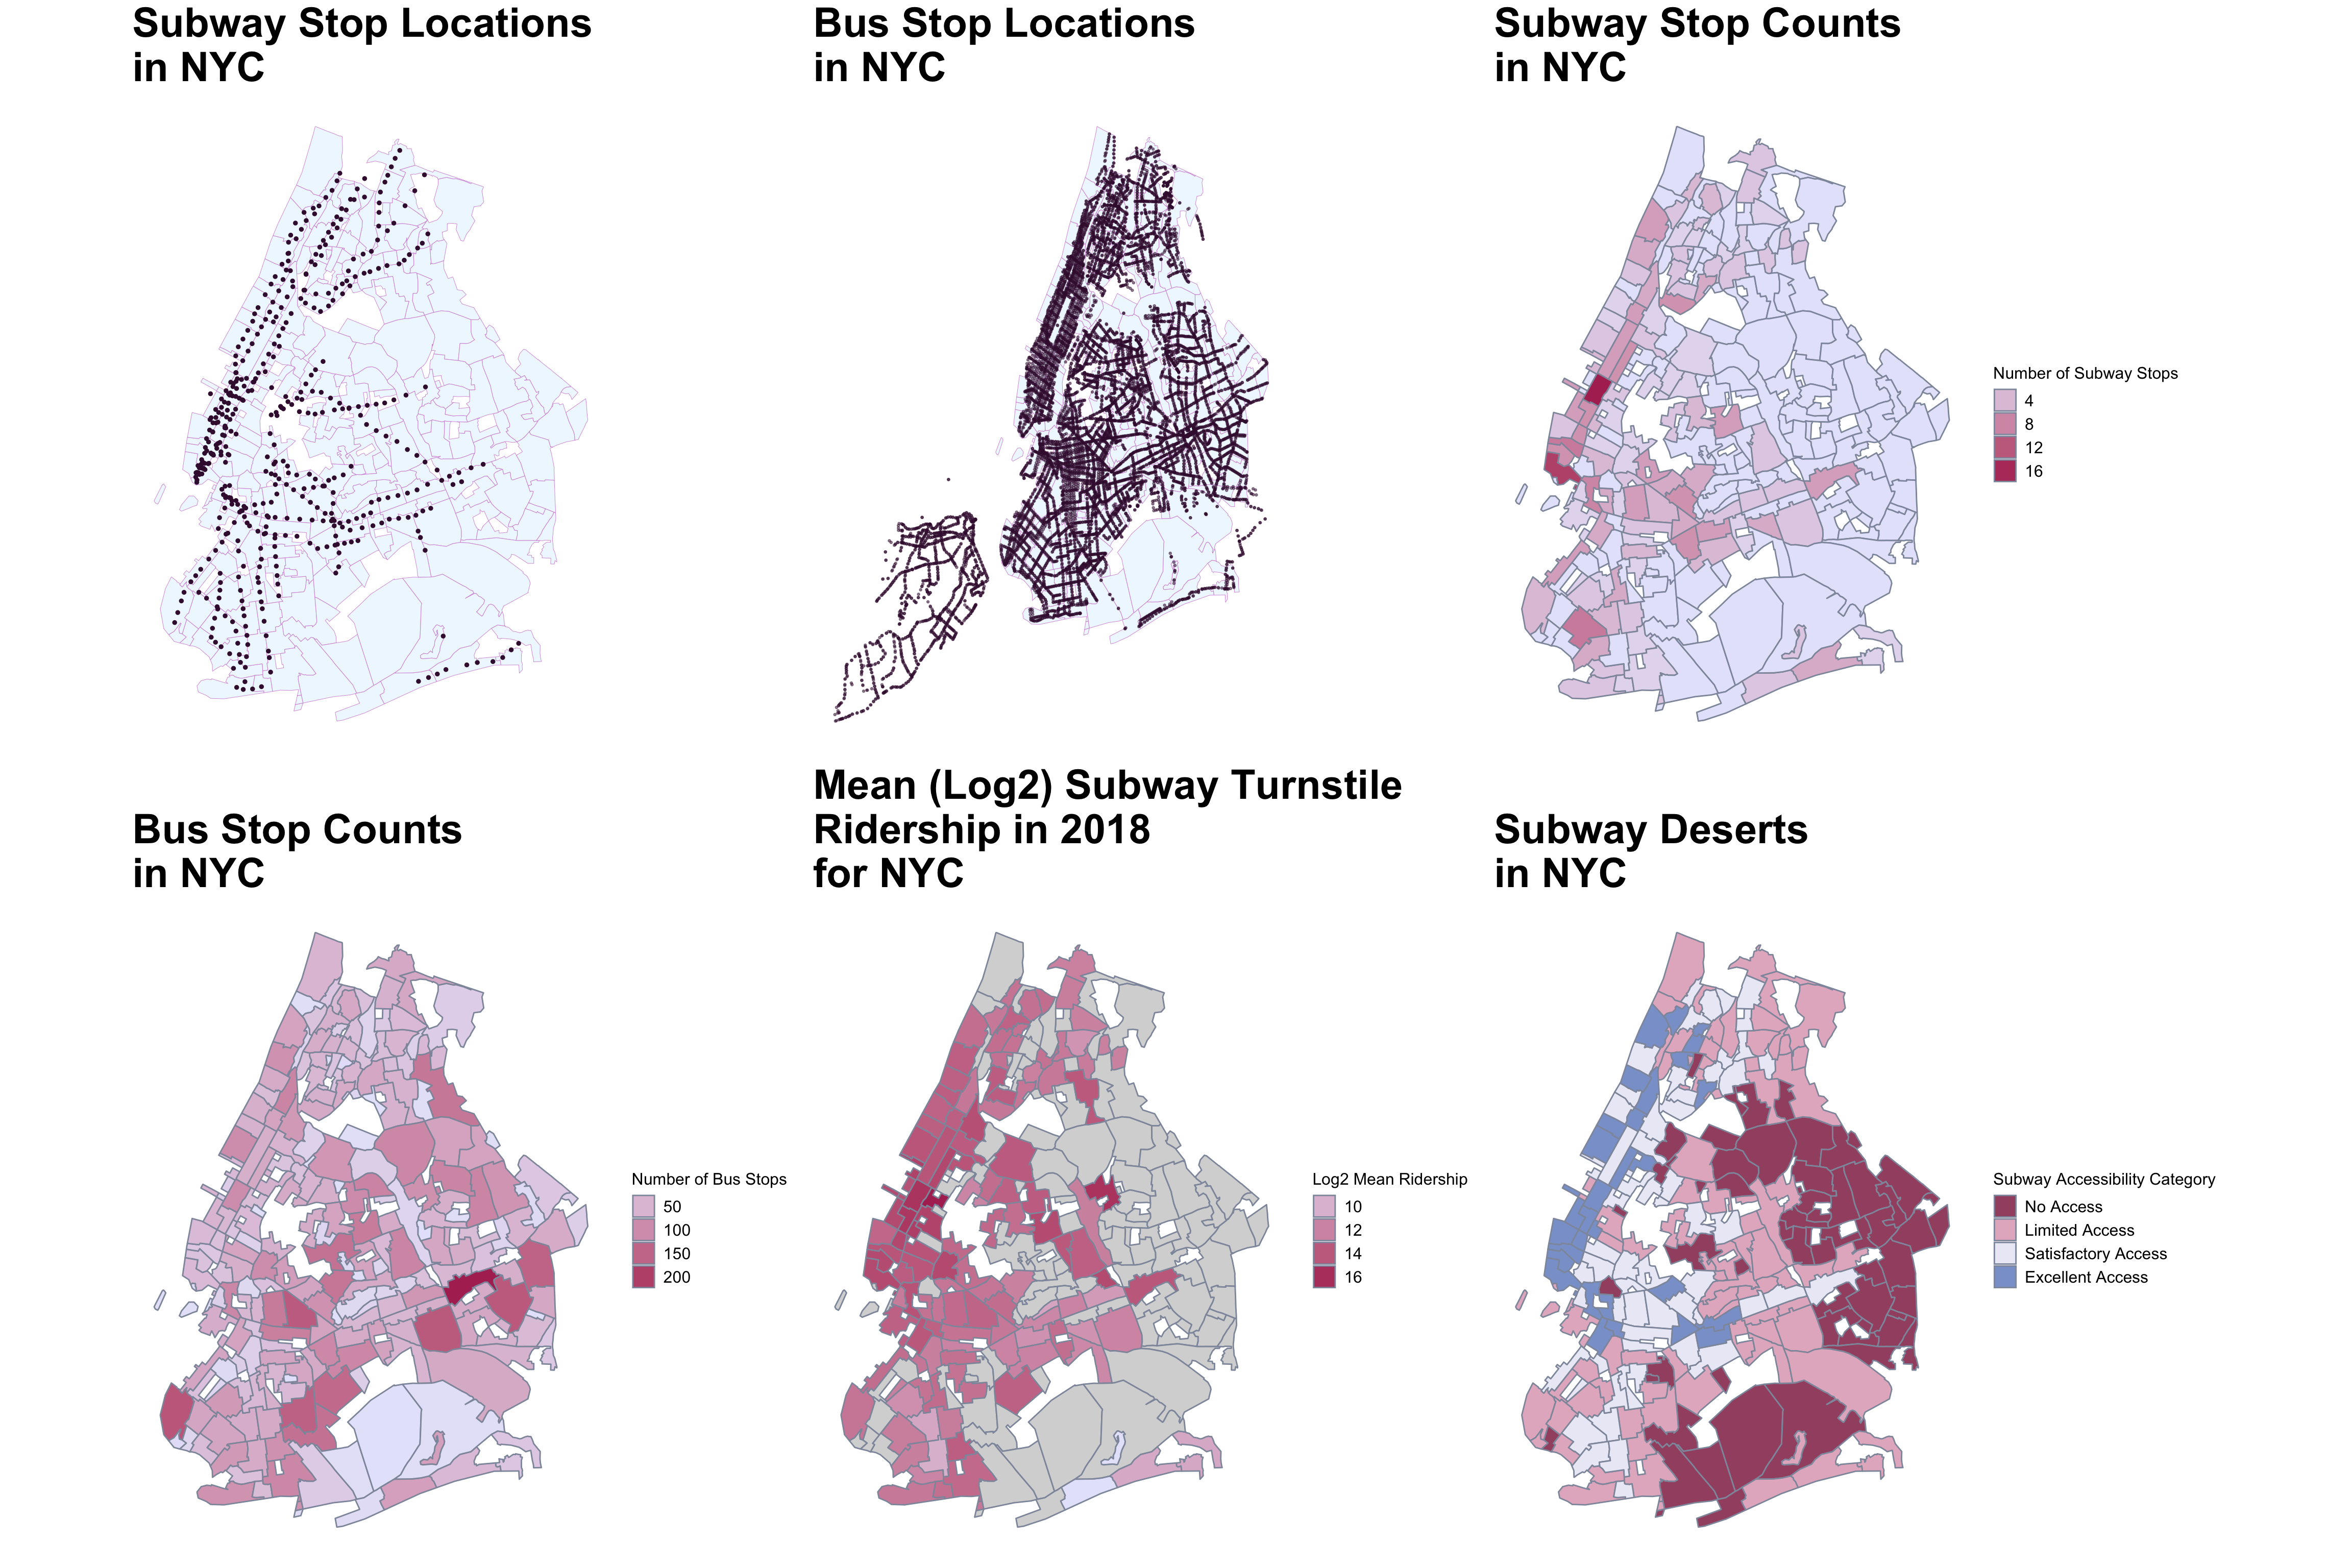 Subway Stop Locations
in NYC
Bus Stop Locations
in NYC
Subway Stop Counts
in NYC
Number of Subway Stops
4
8
12
16
Bus Stop Counts
in NYC
Number of Bus Stops
50
100
150
200
Mean (Log2) Subway Turnstile
Ridership in 2018
for NYC
Log2 Mean Ridership
10
12
14
16
Subway Deserts
in NYC
Subway Accessibility Category
No Access
Limited Access
Satisfactory Access
Excellent Access